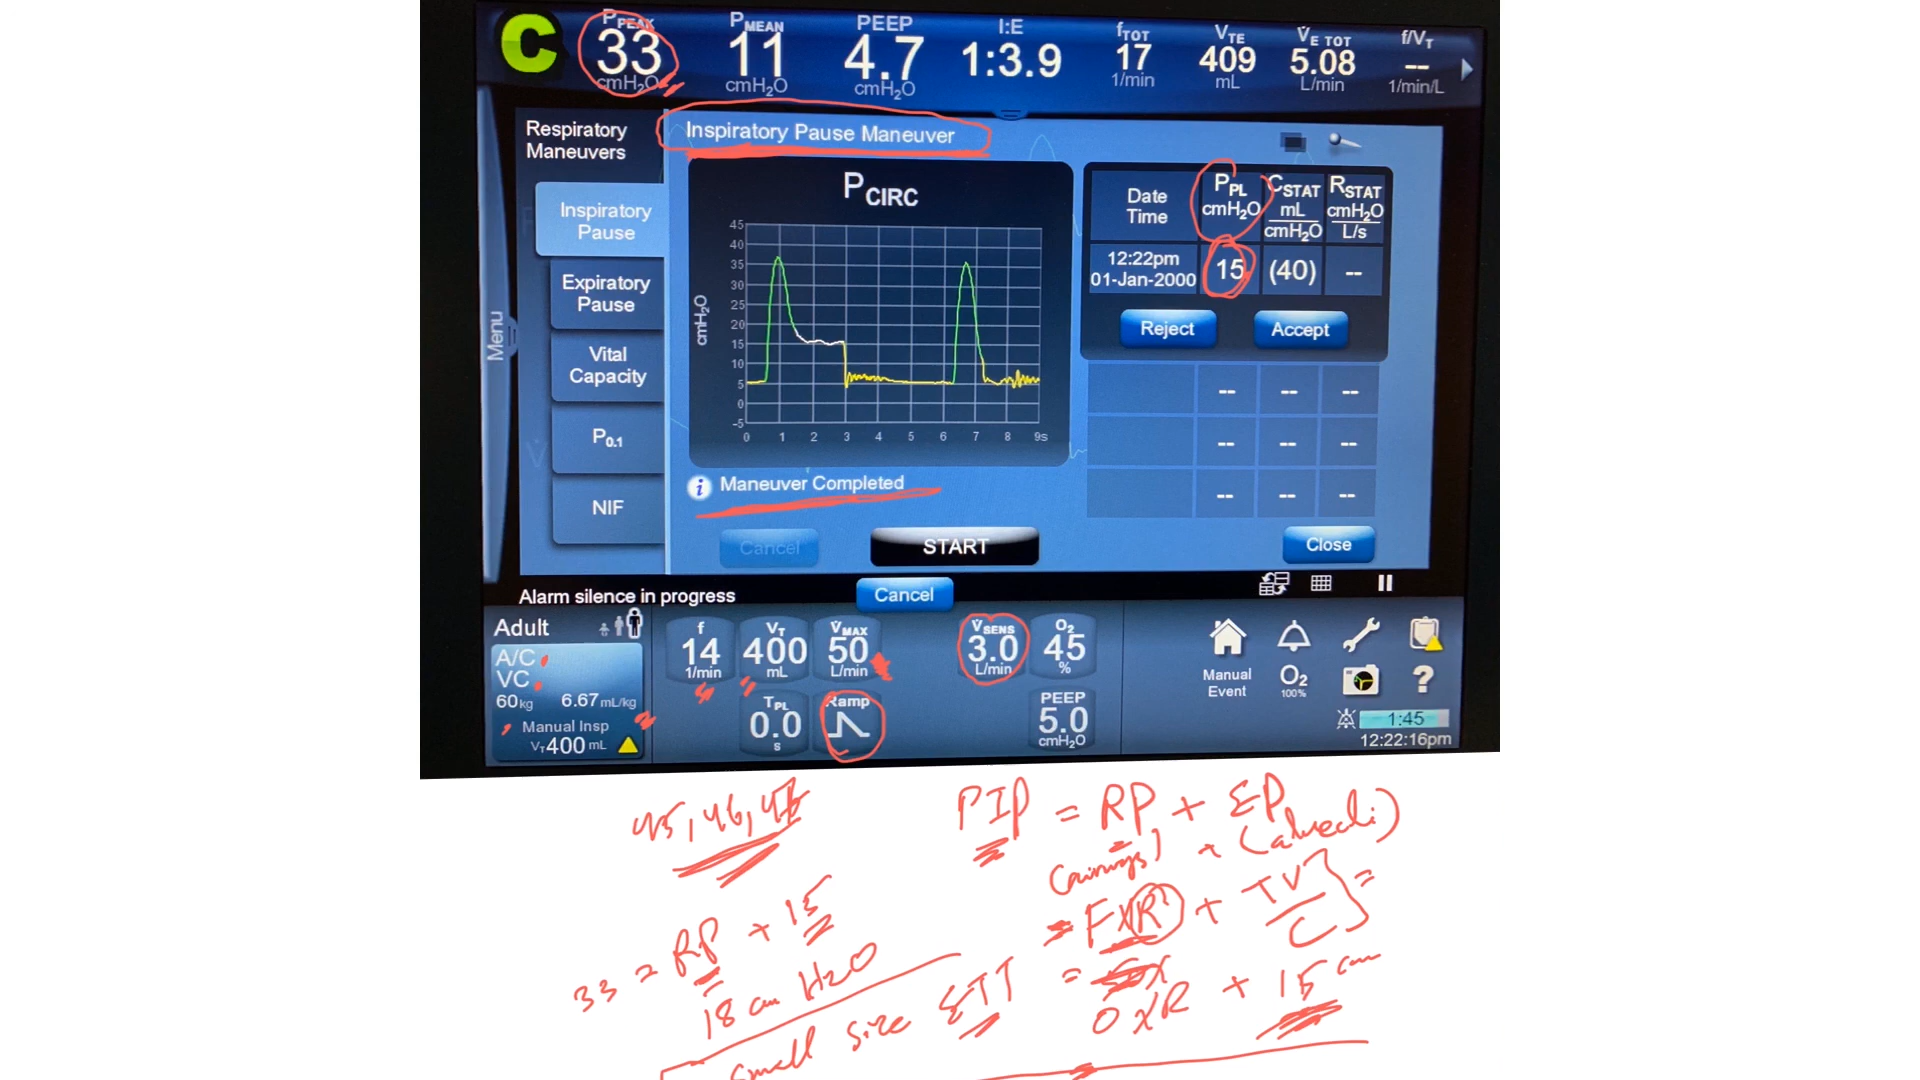 C
PPEAK 33 cmH₂O
PMEAN 11 cmH₂O
PEEP 4.7 cmH₂O
I:E 1:3.9
fTOT 17 1/min
VTE 409 mL
V̇E TOT 5.08 L/min
f/VT -- 1/min/L
Menu
Respiratory
Maneuvers
Inspiratory
Pause
Expiratory
Pause
Vital
Capacity
P0.1
NIF
Inspiratory Pause Maneuver
PCIRC
cmH₂O
45
40
35
30
25
20
15
10
5
0
-5
0 1 2 3 4 5 6 7 8 9s
Maneuver Completed
Cancel START Close
Date
Time
PPL
cmH₂O
CSTAT
mL
cmH₂O
RSTAT
cmH₂O
L/s
12:22pm
01-Jan-2000
15 (40) --
Reject Accept
-- -- --
-- -- --
-- -- --
Alarm silence in progress Cancel
Adult
A/C
VC
60kg 6.67mL/kg
Manual Insp
VT400 mL
f 14 1/min
VT 400 mL
V̇MAX 50 L/min
V̇SENS 3.0 L/min
O₂ 45 %
TPL 0.0 s
Ramp
PEEP 5.0 cmH₂O
Manual
Event
O₂
100%
?
1:45
12:22:16pm
45, 46, 47
PIP = RP + EP
(airways) + (alveoli)
= F×R + TV/C } =
= 0×R + 15 cm
33 = RP + 15
18 cm H2O
small size ETT